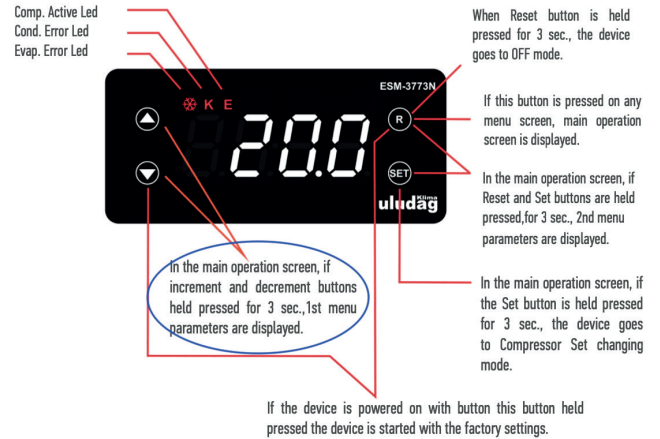 Comp. Active Led
Cond. Error Led
Evap. Error Led
When Reset button is held
pressed for 3 sec., the device
goes to OFF mode.
ESM-3773N
K E
20.0
R
SET
Klima
uludağ
If this button is pressed on any
menu screen, main operation
screen is displayed.
In the main operation screen, if
Reset and Set buttons are held
pressed,for 3 sec., 2nd menu
parameters are displayed.
In the main operation screen, if
increment and decrement buttons
held pressed for 3 sec.,1st menu
parameters are displayed.
In the main operation screen, if
the Set button is held pressed
for 3 sec., the device goes
to Compressor Set changing
mode.
If the device is powered on with button this button held
pressed the device is started with the factory settings.